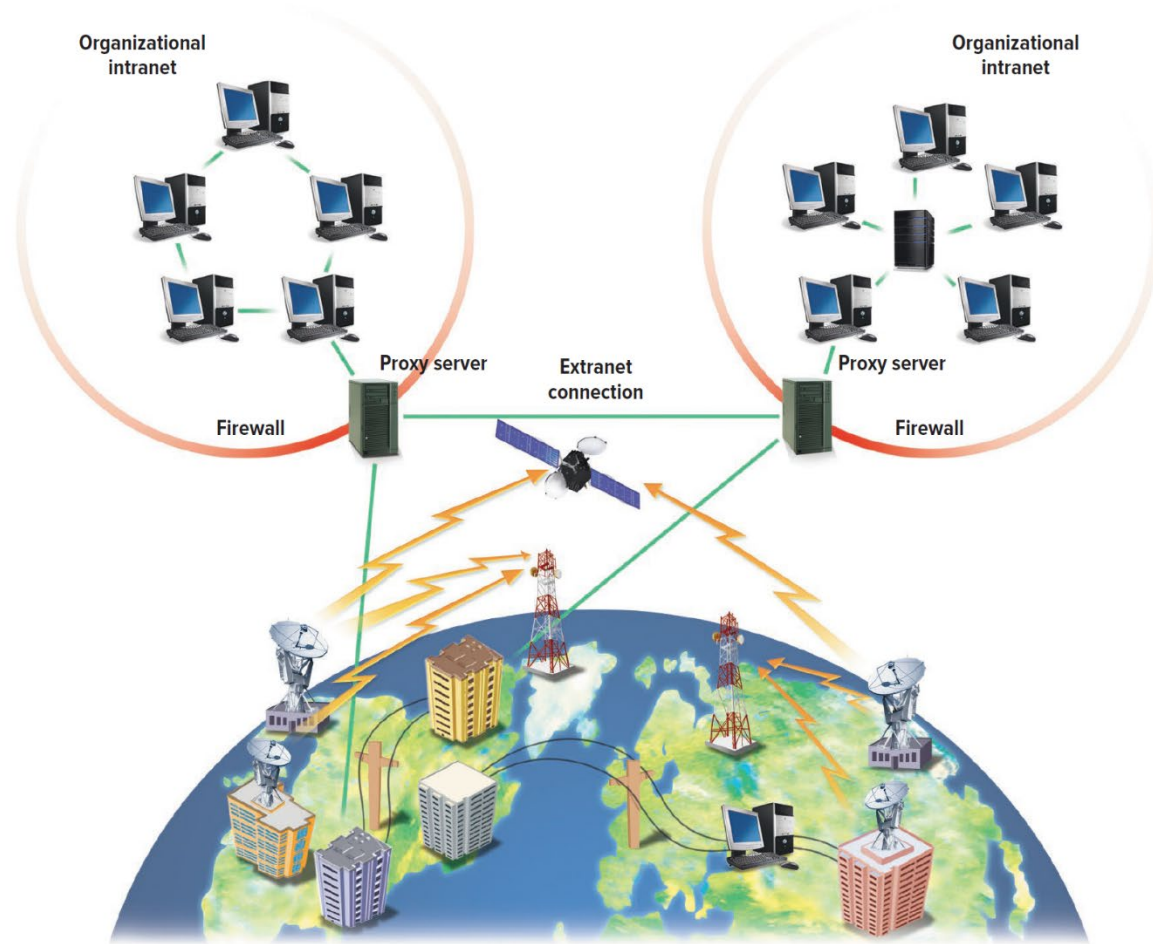 Organizational
intranet
Organizational
intranet
Proxy server
Extranet
connection
Proxy server
Firewall
Firewall